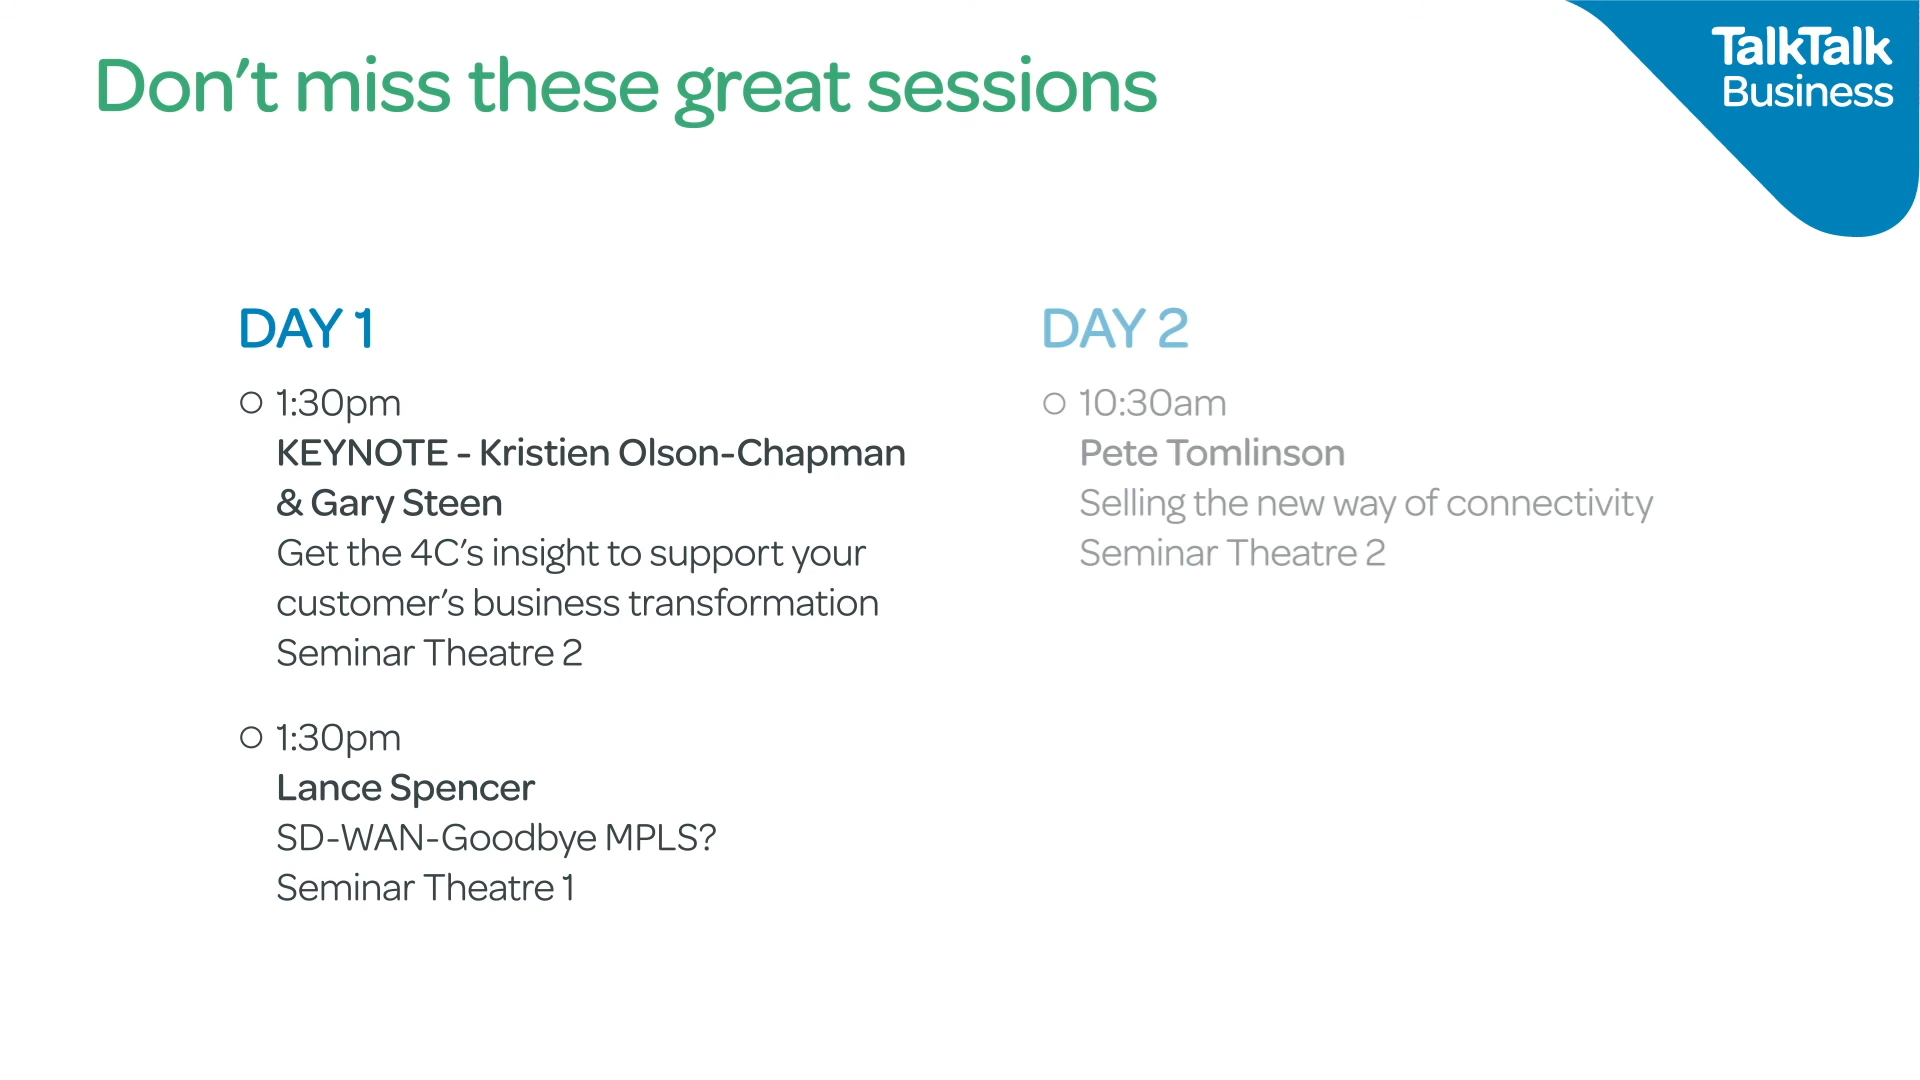 Don't miss these great sessions
TalkTalk
Business
DAY 1
1:30pm
KEYNOTE - Kristien Olson-Chapman
& Gary Steen
Get the 4C's insight to support your
customer's business transformation
Seminar Theatre 2
1:30pm
Lance Spencer
SD-WAN-Goodbye MPLS?
Seminar Theatre 1
DAY 2
10:30am
Pete Tomlinson
Selling the new way of connectivity
Seminar Theatre 2